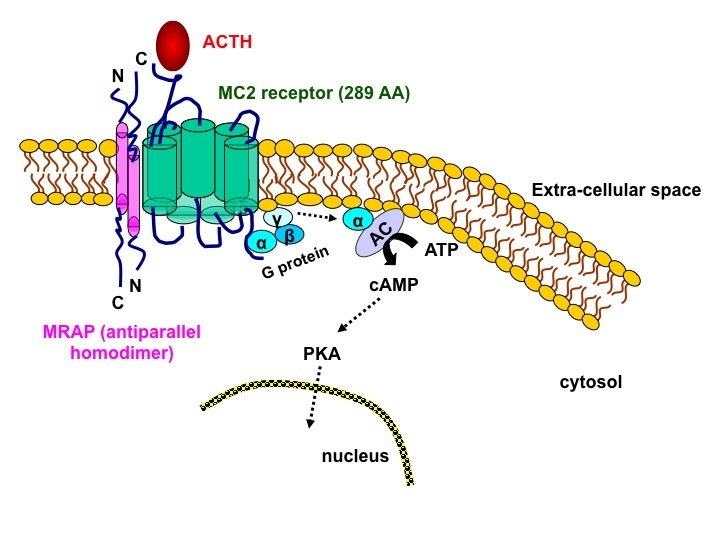 ACTH
C
N
MC2 receptor (289 AA)
Extra-cellular space
γ
α
β
α
AC
ATP
G protein
cAMP
N
C
MRAP (antiparallel
homodimer)
PKA
cytosol
nucleus